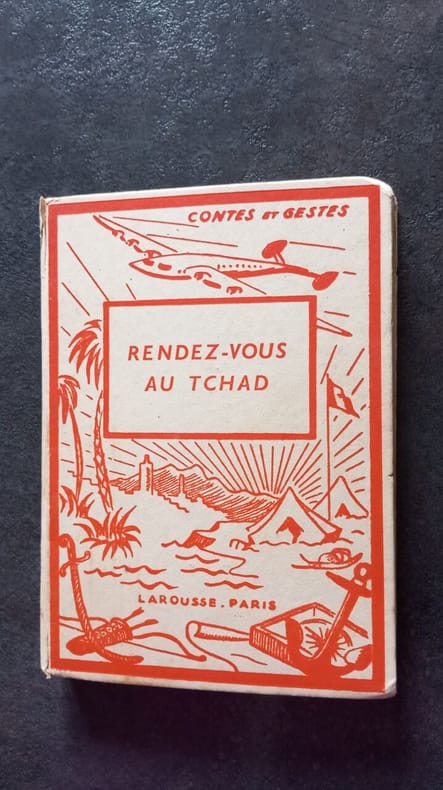 CONTES ET GESTES
RENDEZ-VOUS
AU TCHAD
LAROUSSE. PARIS